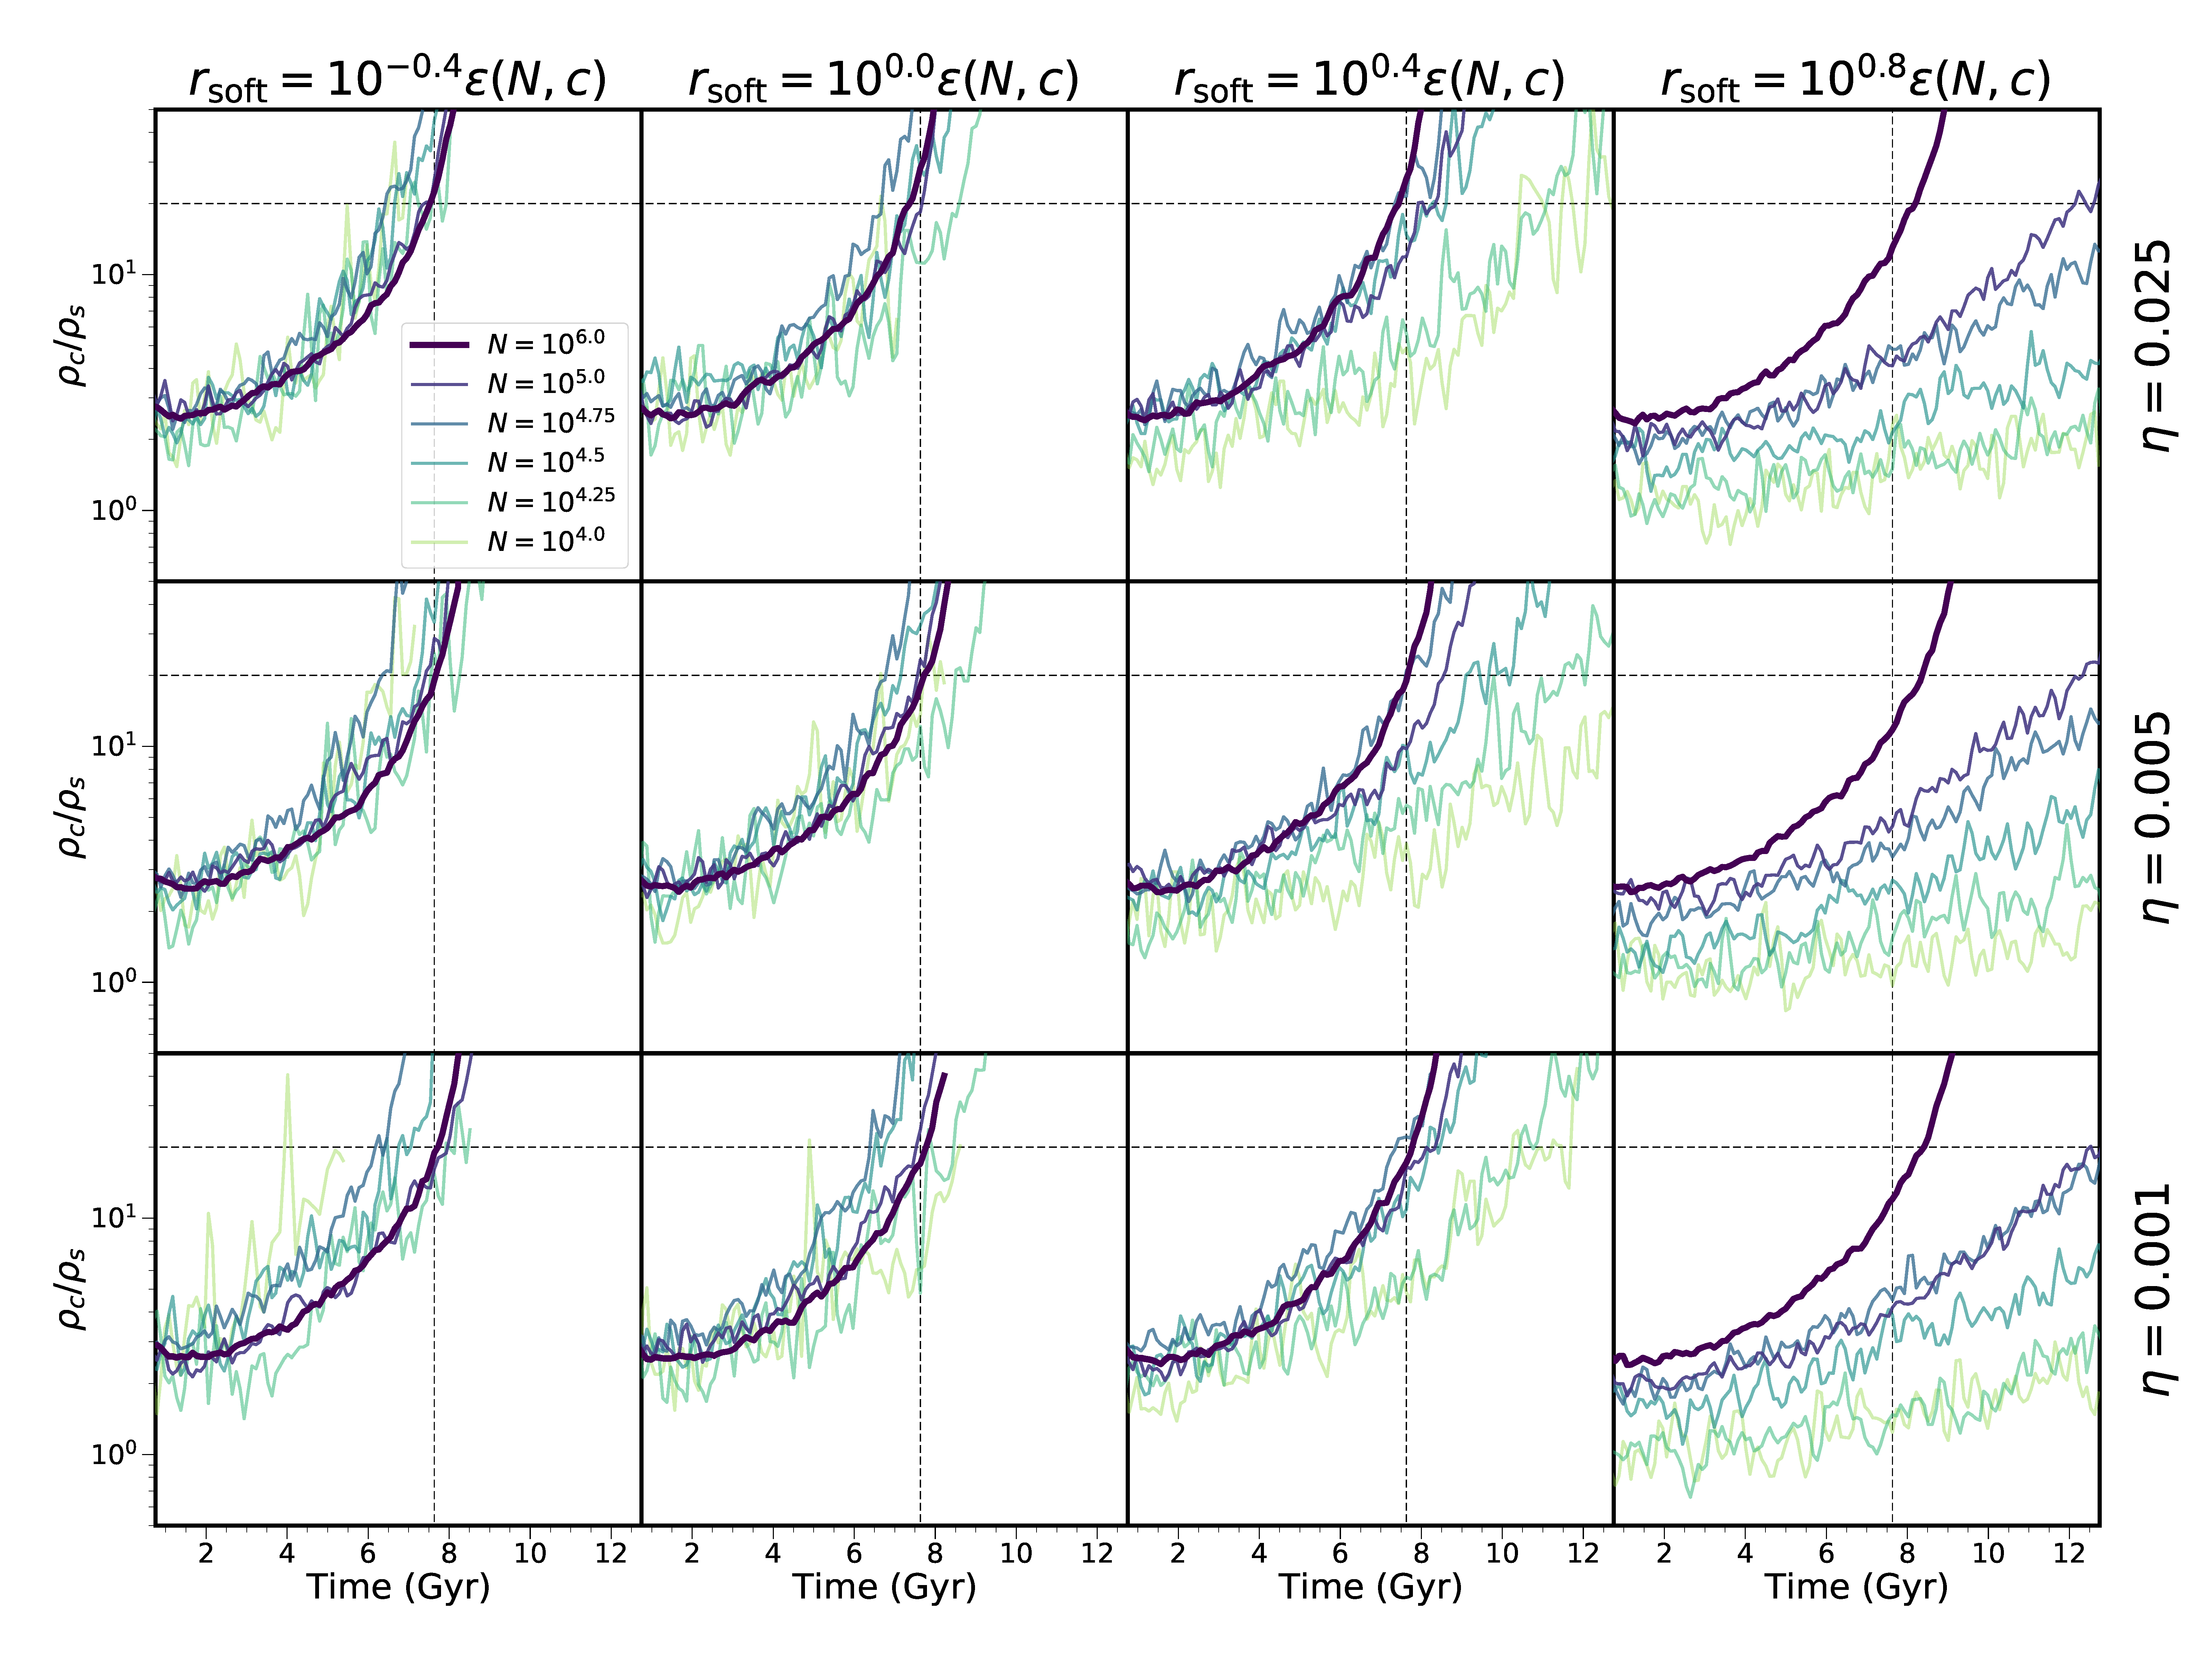 r_soft = 10^−0.4 ε(N, c)
r_soft = 10^0.0 ε(N, c)
r_soft = 10^0.4 ε(N, c)
r_soft = 10^0.8 ε(N, c)
ρ_c/ρ_s
10^1
10^0
N = 10^6.0
N = 10^5.0
N = 10^4.75
N = 10^4.5
N = 10^4.25
N = 10^4.0
η = 0.025
ρ_c/ρ_s
10^1
10^0
η = 0.005
ρ_c/ρ_s
10^1
10^0
η = 0.001
2 4 6 8 10 12
2 4 6 8 10 12
2 4 6 8 10 12
2 4 6 8 10 12
Time (Gyr)
Time (Gyr)
Time (Gyr)
Time (Gyr)